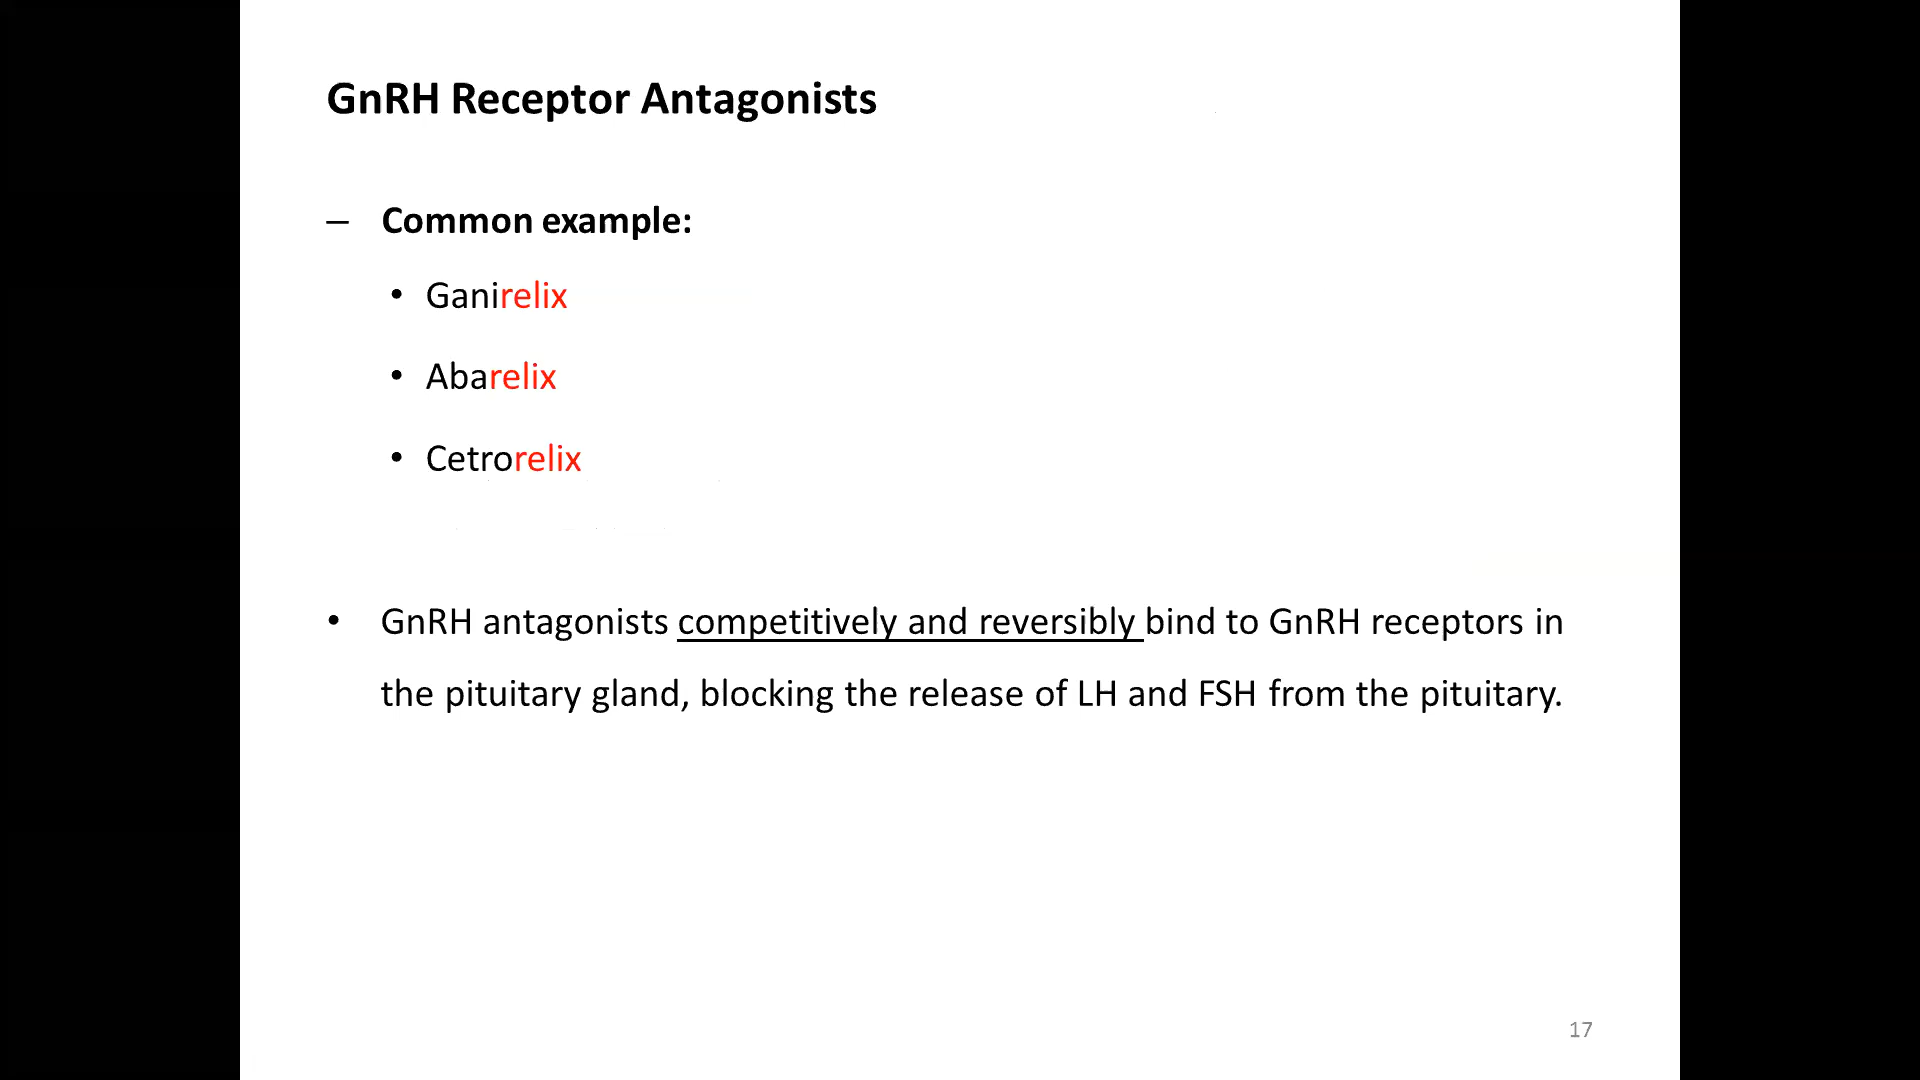 GnRH Receptor Antagonists
– Common example:
• Ganirelix
• Abarelix
• Cetrorelix
• GnRH antagonists competitively and reversibly bind to GnRH receptors in
the pituitary gland, blocking the release of LH and FSH from the pituitary.
17